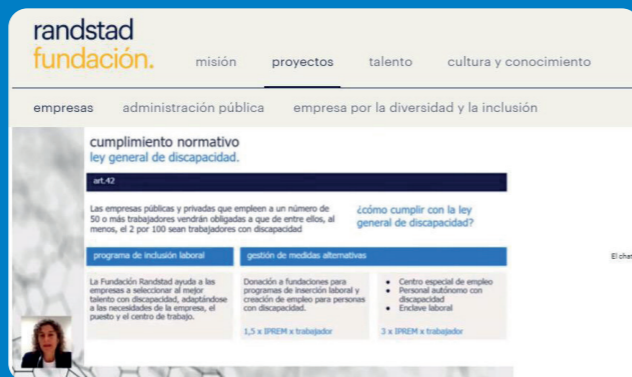 randstad
fundación.
misión proyectos talento cultura y conocimiento
empresas administración pública empresa por la diversidad y la inclusión
cumplimiento normativo
ley general de discapacidad.
art.42
Las empresas públicas y privadas que empleen a un número de
50 o más trabajadores vendrán obligadas a que de entre ellos, al
menos, el 2 por 100 sean trabajadores con discapacidad
¿cómo cumplir con la ley
general de discapacidad?
programa de inclusión laboral
La Fundación Randstad ayuda a las
empresas a seleccionar al mejor
talento con discapacidad, adaptándose
a las necesidades de la empresa, el
puesto y el centro de trabajo.
gestión de medidas alternativas
Donación a fundaciones para
programas de inserción laboral y
creación de empleo para personas
con discapacidad.
1,5 x IPREM x trabajador
• Centro especial de empleo
• Personal autónomo con
discapacidad
• Enclave laboral
3 x IPREM x trabajador
El chat